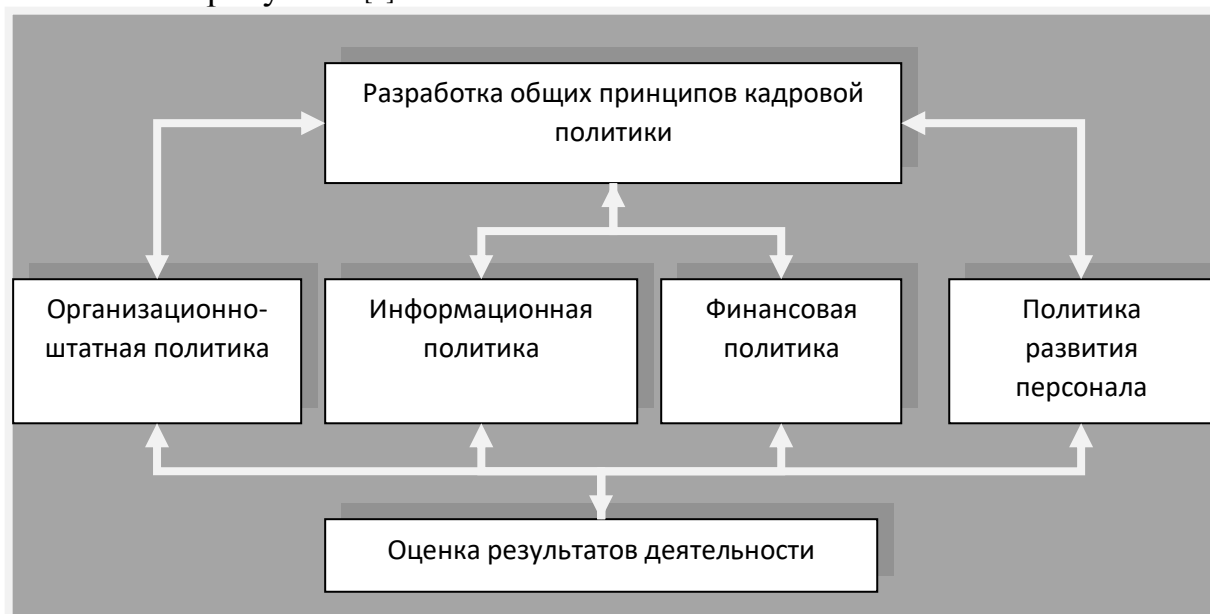 Разработка общих принципов кадровой
политики
Организационно-
штатная политика
Информационная
политика
Финансовая
политика
Политика
развития
персонала
Оценка результатов деятельности